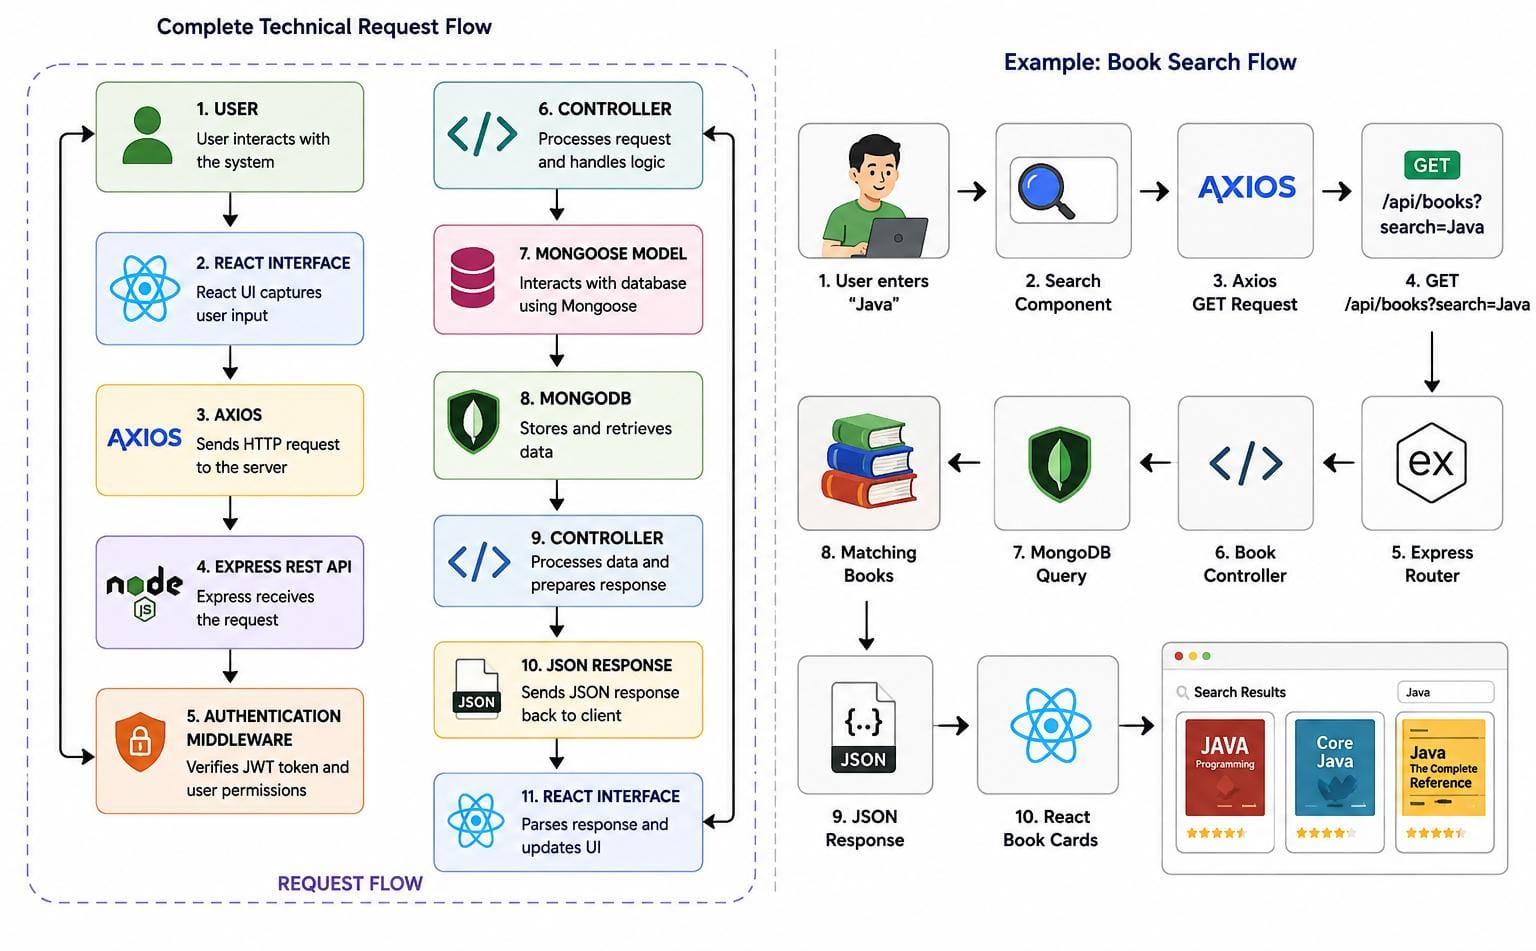 Complete Technical Request Flow
1. USER
User interacts with
the system
2. REACT INTERFACE
React UI captures
user input
AXIOS
3. AXIOS
Sends HTTP request
to the server
node
JS
4. EXPRESS REST API
Express receives
the request
5. AUTHENTICATION
MIDDLEWARE
Verifies JWT token and
user permissions
</>
6. CONTROLLER
Processes request
and handles logic
7. MONGOOSE MODEL
Interacts with database
using Mongoose
8. MONGODB
Stores and retrieves
data
</>
9. CONTROLLER
Processes data and
prepares response
JSON
10. JSON RESPONSE
Sends JSON response
back to client
11. REACT INTERFACE
Parses response and
updates UI
REQUEST FLOW
Example: Book Search Flow
1. User enters
“Java”
2. Search
Component
AXIOS
3. Axios
GET Request
GET
/api/books?
search=Java
4. GET
/api/books?search=Java
ex
5. Express
Router
</>
6. Book
Controller
7. MongoDB
Query
8. Matching
Books
{..}
JSON
9. JSON
Response
10. React
Book Cards
Search Results
Java
JAVA
Programming
Core
Java
Java
The Complete
Reference